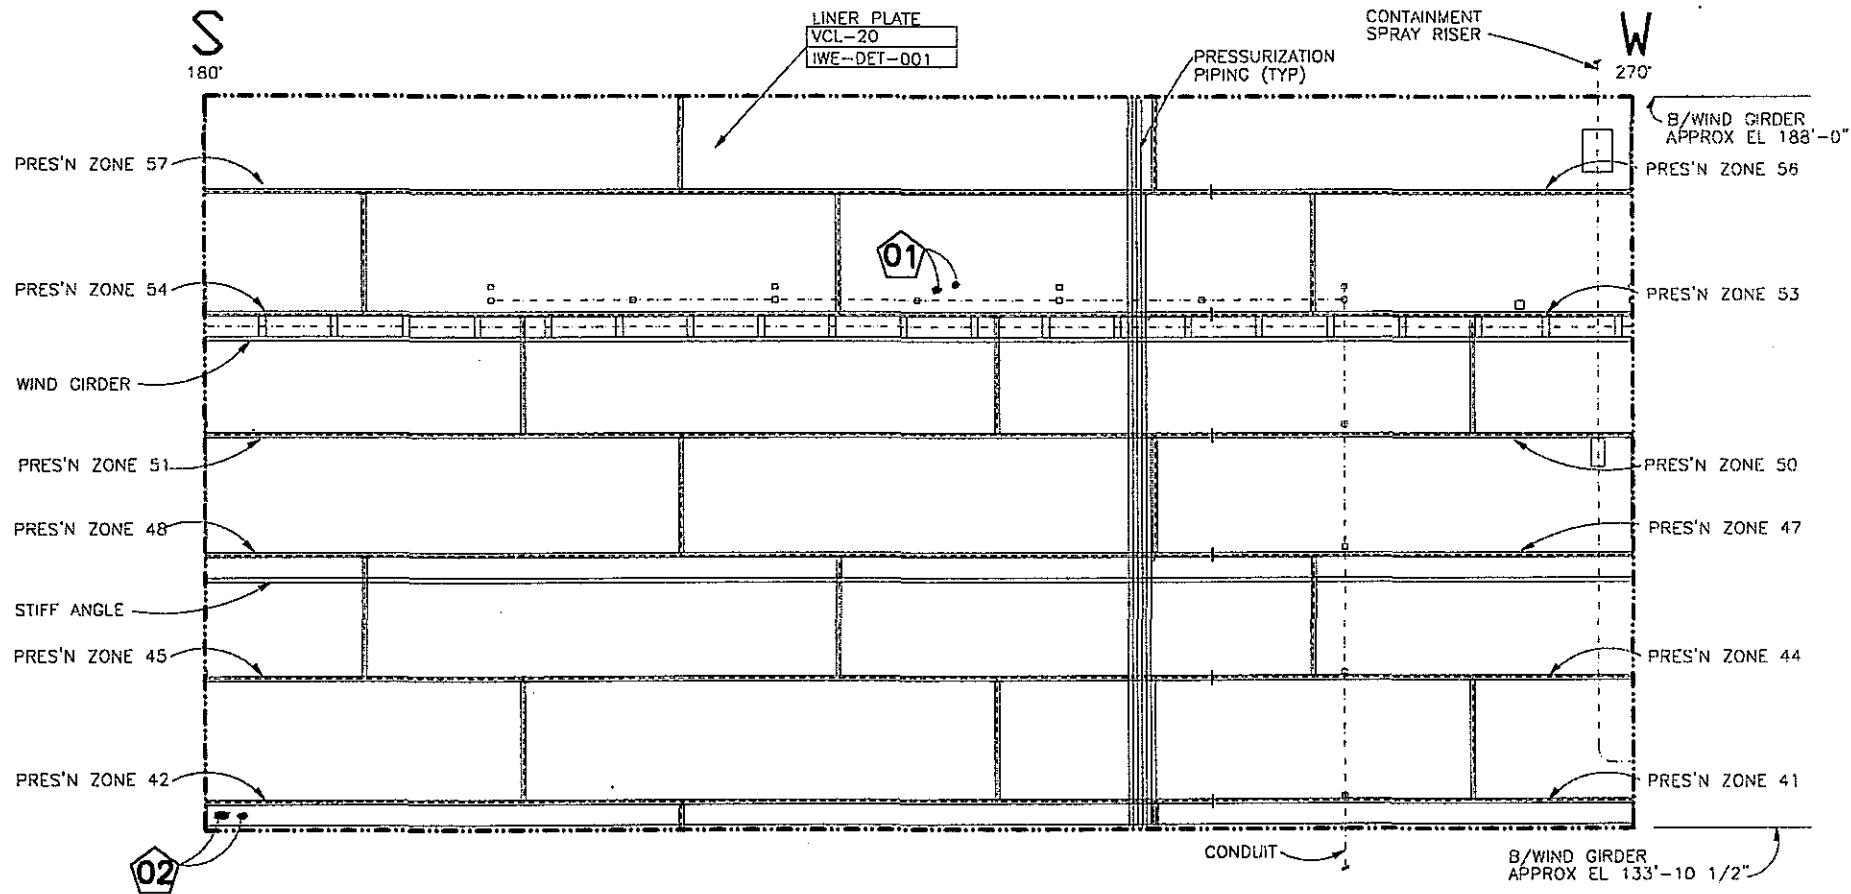 S
180°
LINER PLATE
VCL-20
IWE-DET-001
PRESSURIZATION
PIPING (TYP)
CONTAINMENT
SPRAY RISER
W
270°
B/WIND GIRDER
APPROX EL 188'-0"
PRES'N ZONE 57
PRES'N ZONE 56
01
PRES'N ZONE 54
PRES'N ZONE 53
WIND GIRDER
PRES'N ZONE 51
PRES'N ZONE 50
PRES'N ZONE 48
PRES'N ZONE 47
STIFF ANGLE
PRES'N ZONE 45
PRES'N ZONE 44
PRES'N ZONE 42
PRES'N ZONE 41
02
CONDUIT
B/WIND GIRDER
APPROX EL 133'-10 1/2"